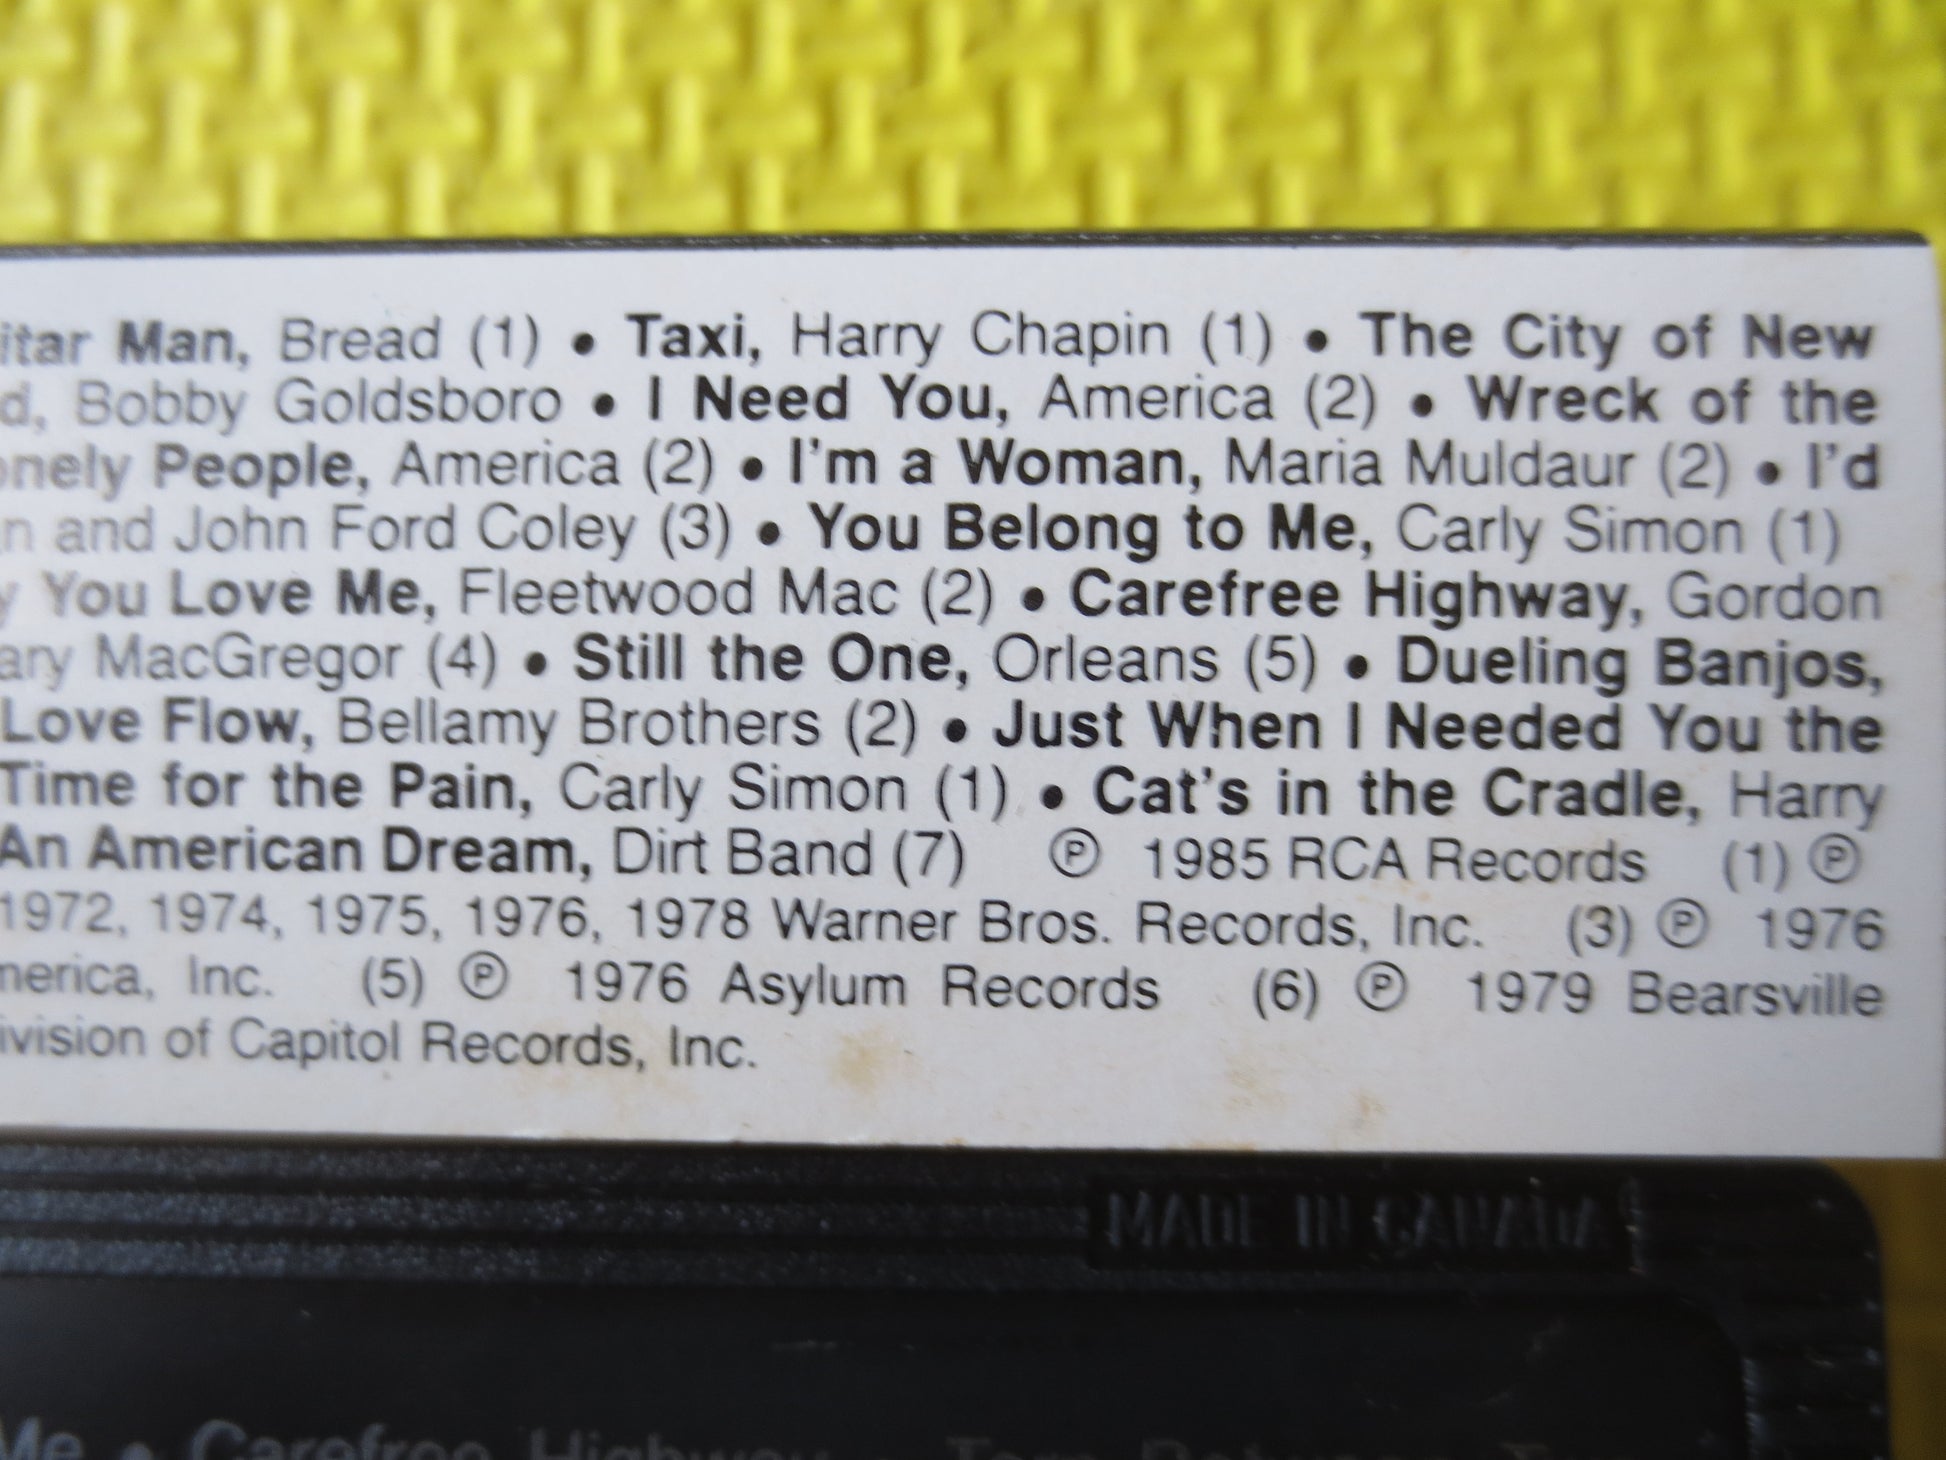 itar Man, Bread (1) • Taxi, Harry Chapin (1) • The City of New
d, Bobby Goldsboro • I Need You, America (2) • Wreck of the
onely People, America (2) • I'm a Woman, Maria Muldaur (2) • I'd
n and John Ford Coley (3) • You Belong to Me, Carly Simon (1)
y You Love Me, Fleetwood Mac (2) • Carefree Highway, Gordon
ary MacGregor (4) • Still the One, Orleans (5) • Dueling Banjos,
Love Flow, Bellamy Brothers (2) • Just When I Needed You the
Time for the Pain, Carly Simon (1) • Cat's in the Cradle, Harry
An American Dream, Dirt Band (7) ℗ 1985 RCA Records (1) ℗
1972, 1974, 1975, 1976, 1978 Warner Bros. Records, Inc. (3) ℗ 1976
merica, Inc. (5) ℗ 1976 Asylum Records (6) ℗ 1979 Bearsville
ivision of Capitol Records, Inc.
MADE IN CANADA
Me • Carefree Highway